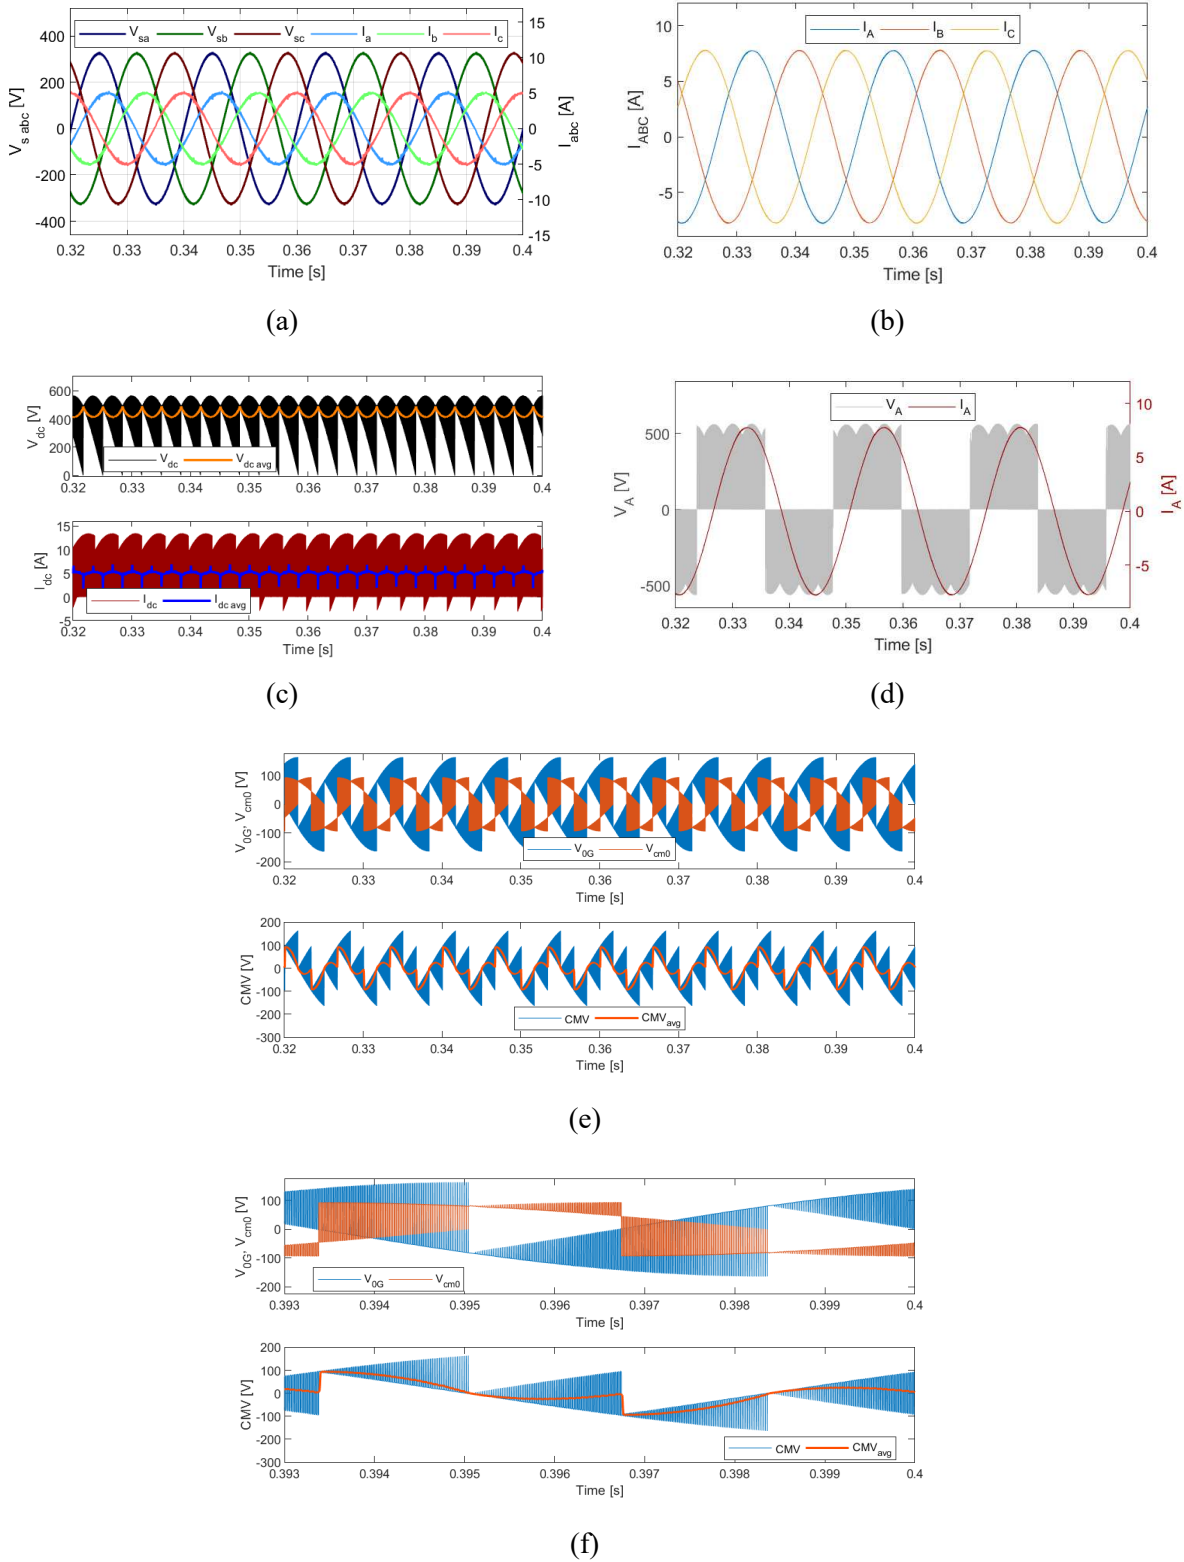 V_sa V_sb V_sc I_a I_b I_c
400
200
0
-200
-400
V_s abc [V]
15
10
5
0
-5
-10
-15
I_abc [A]
0.32 0.33 0.34 0.35 0.36 0.37 0.38 0.39 0.4
Time [s]
(a)
I_A I_B I_C
10
5
0
-5
I_ABC [A]
0.32 0.33 0.34 0.35 0.36 0.37 0.38 0.39 0.4
Time [s]
(b)
600
400
200
0
V_dc [V]
V_dc V_dc avg
0.32 0.33 0.34 0.35 0.36 0.37 0.38 0.39 0.4
15
10
5
0
-5
I_dc [A]
I_dc I_dc avg
0.32 0.33 0.34 0.35 0.36 0.37 0.38 0.39 0.4
Time [s]
(c)
V_A I_A
500
0
-500
V_A [V]
10
5
0
-5
I_A [A]
0.32 0.33 0.34 0.35 0.36 0.37 0.38 0.39 0.4
Time [s]
(d)
100
0
-100
-200
V_0G, V_cm0 [V]
V_0G V_cm0
0.32 0.33 0.34 0.35 0.36 0.37 0.38 0.39 0.4
Time [s]
200
100
0
-100
-200
-300
CMV [V]
CMV CMV_avg
0.32 0.33 0.34 0.35 0.36 0.37 0.38 0.39 0.4
Time [s]
(e)
100
0
-100
-200
V_0G, V_cm0 [V]
V_0G V_cm0
0.393 0.394 0.395 0.396 0.397 0.398 0.399 0.4
Time [s]
200
100
0
-100
-200
-300
CMV [V]
CMV CMV_avg
0.393 0.394 0.395 0.396 0.397 0.398 0.399 0.4
Time [s]
(f)